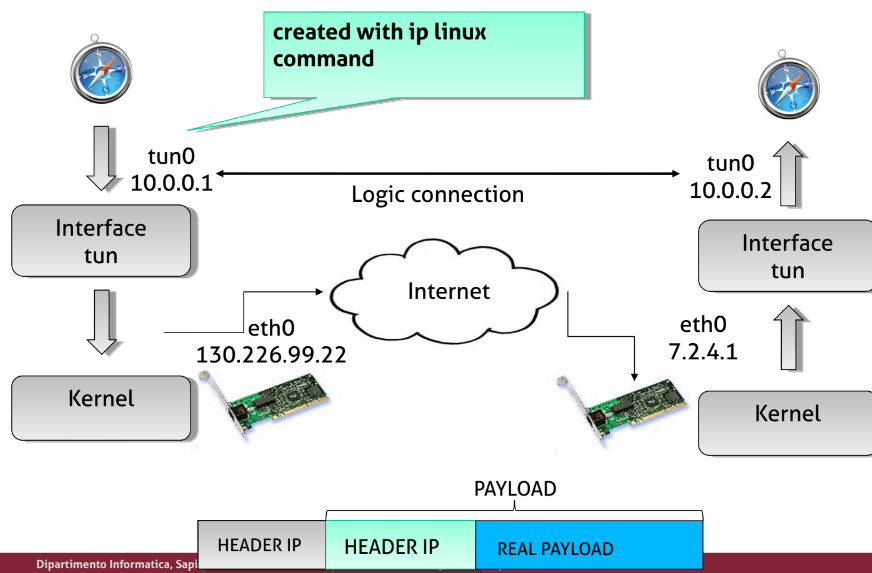 created with ip linux
command
tun0
10.0.0.1
tun0
10.0.0.2
Logic connection
Interface
tun
Interface
tun
Internet
eth0
130.226.99.22
eth0
7.2.4.1
Kernel
Kernel
PAYLOAD
HEADER IP
HEADER IP
REAL PAYLOAD
Dipartimento Informatica,